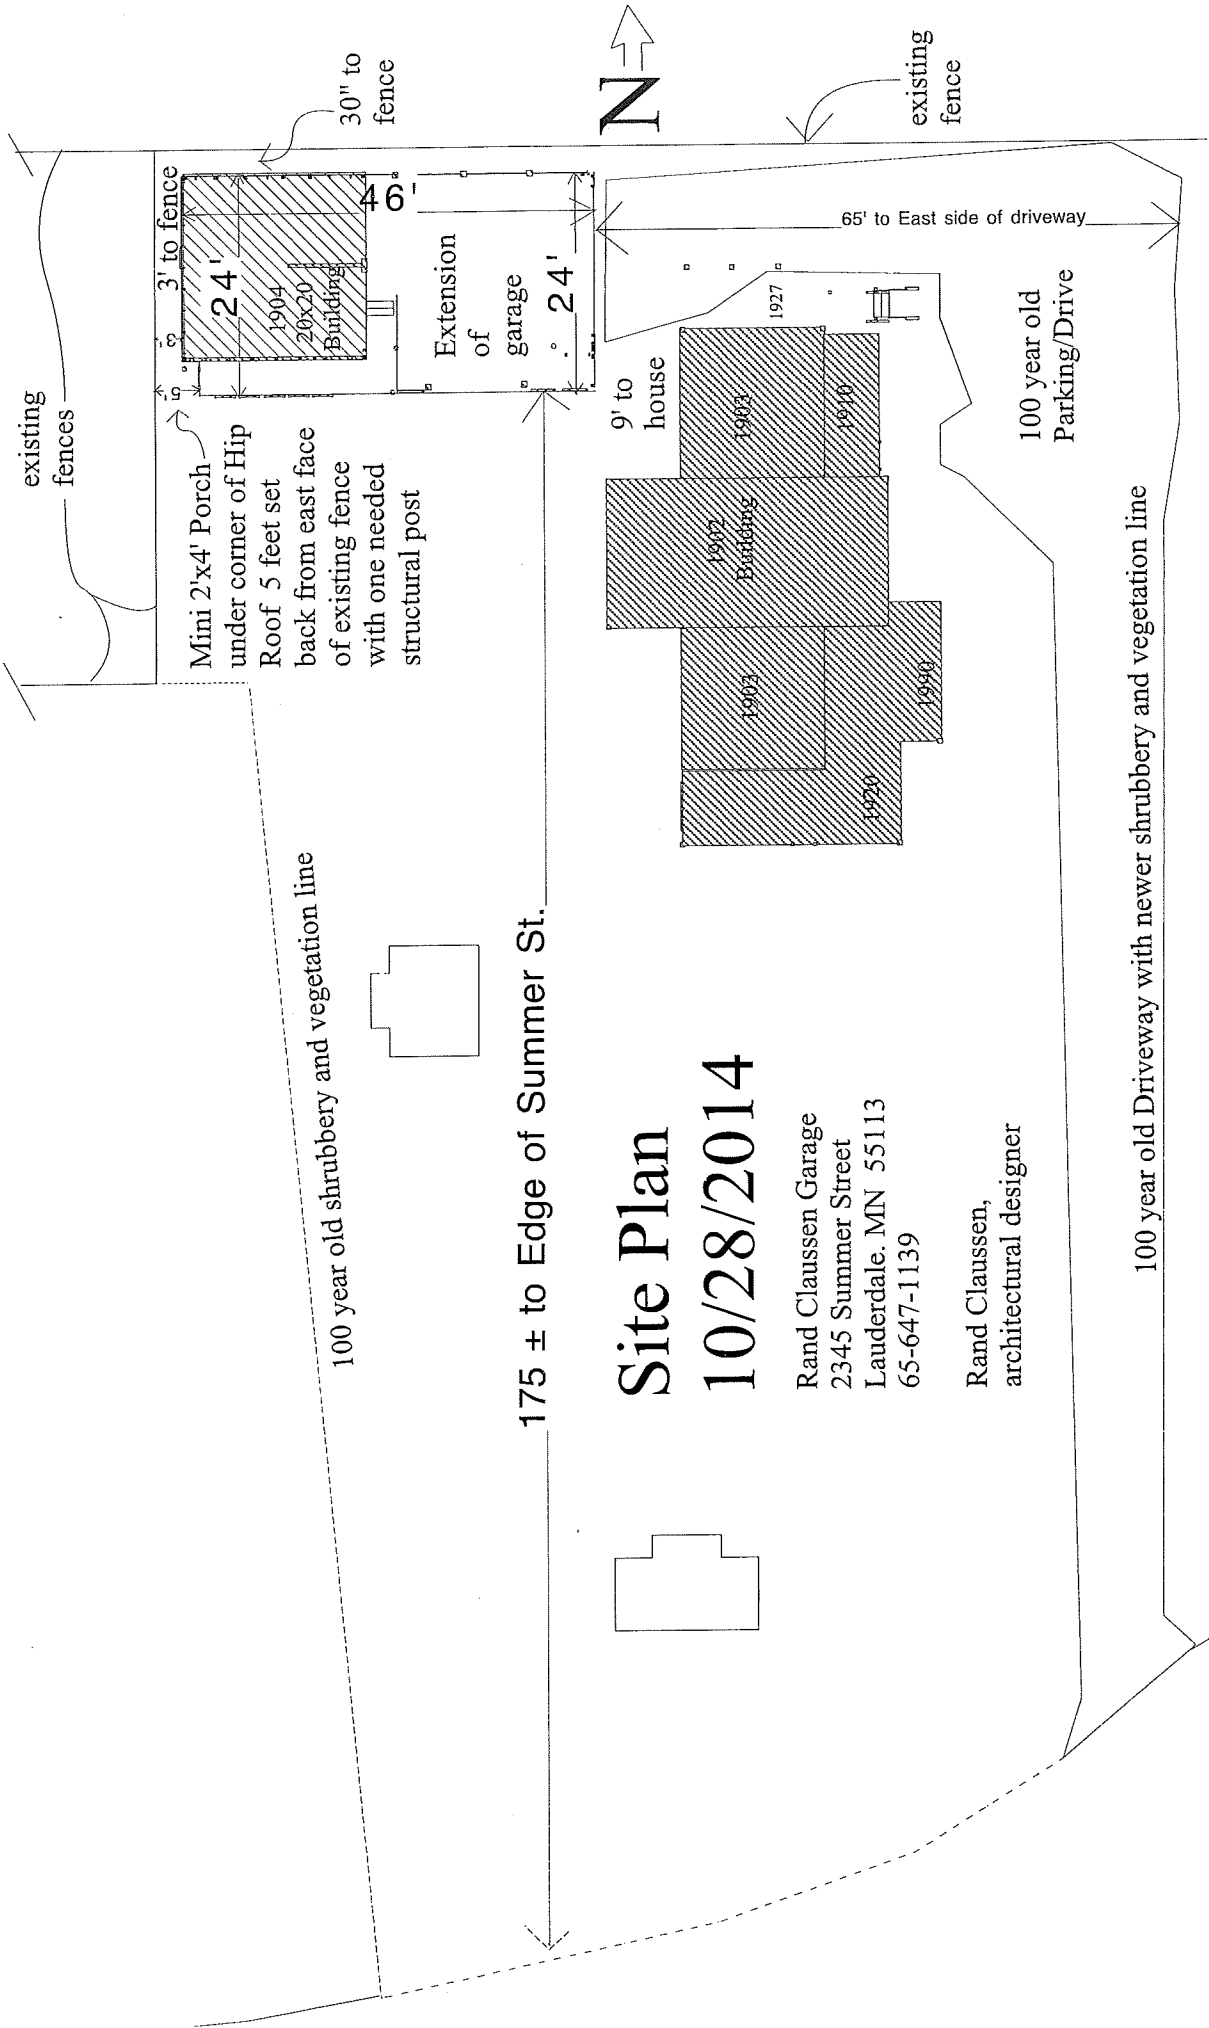 existing
fences
3' to fence
30" to
fence
24'
46'
1904
20x20
Building
3'
5'
Extension
of
garage
24'
N
existing
fence
65' to East side of driveway
Mini 2'x4' Porch
under corner of Hip
Roof 5 feet set
back from east face
of existing fence
with one needed
structural post
9' to
house
1927
1903
1910
1902
Building
1903
1990
1920
100 year old
Parking/Drive
100 year old shrubbery and vegetation line
175 ± to Edge of Summer St.
Site Plan
10/28/2014
Rand Claussen Garage
2345 Summer Street
Lauderdale. MN 55113
65-647-1139
Rand Claussen,
architectural designer
100 year old Driveway with newer shrubbery and vegetation line